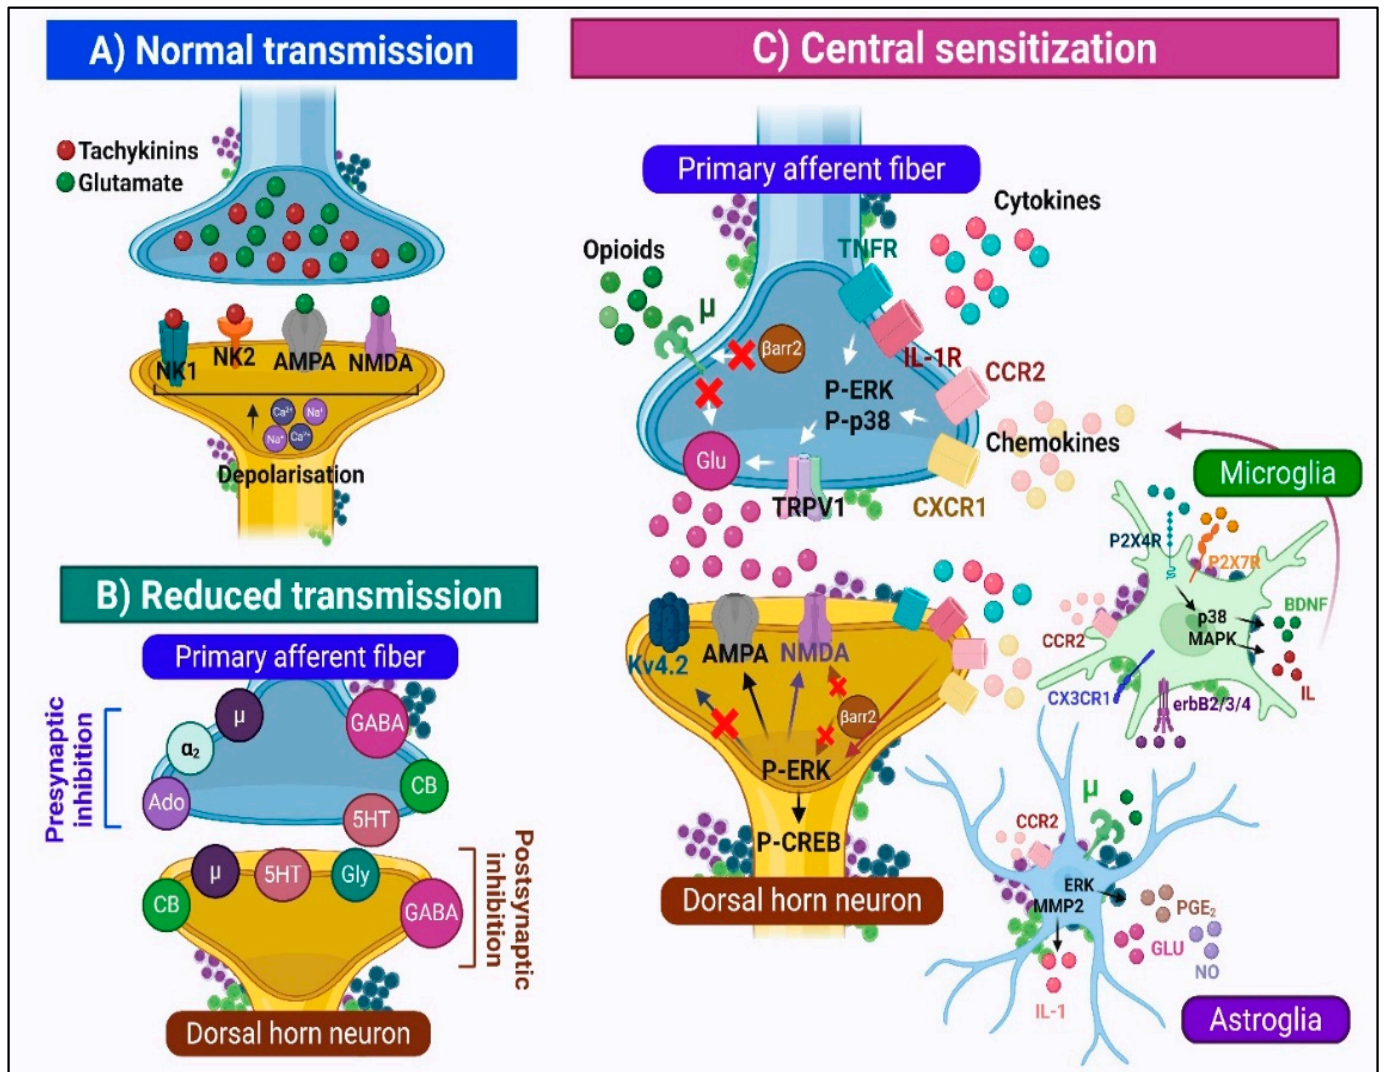 A) Normal transmission
Tachykinins
Glutamate
NK1
NK2
AMPA
NMDA
Ca²⁺
Na⁺
Na⁺
Ca²⁺
Depolarisation
B) Reduced transmission
Primary afferent fiber
Presynaptic
inhibition
μ
α₂
Ado
GABA
CB
5HT
μ
5HT
Gly
CB
GABA
Postsynaptic
inhibition
Dorsal horn neuron
C) Central sensitization
Primary afferent fiber
Cytokines
Opioids
TNFR
μ
βarr2
IL-1R
CCR2
P-ERK
P-p38
Chemokines
Glu
TRPV1
CXCR1
Kv4.2
AMPA
NMDA
βarr2
P-ERK
P-CREB
Dorsal horn neuron
Microglia
P2X4R
P2X7R
BDNF
p38
MAPK
CCR2
CX3CR1
erbB2/3/4
IL
μ
CCR2
ERK
MMP2
PGE₂
GLU
NO
IL-1
Astroglia